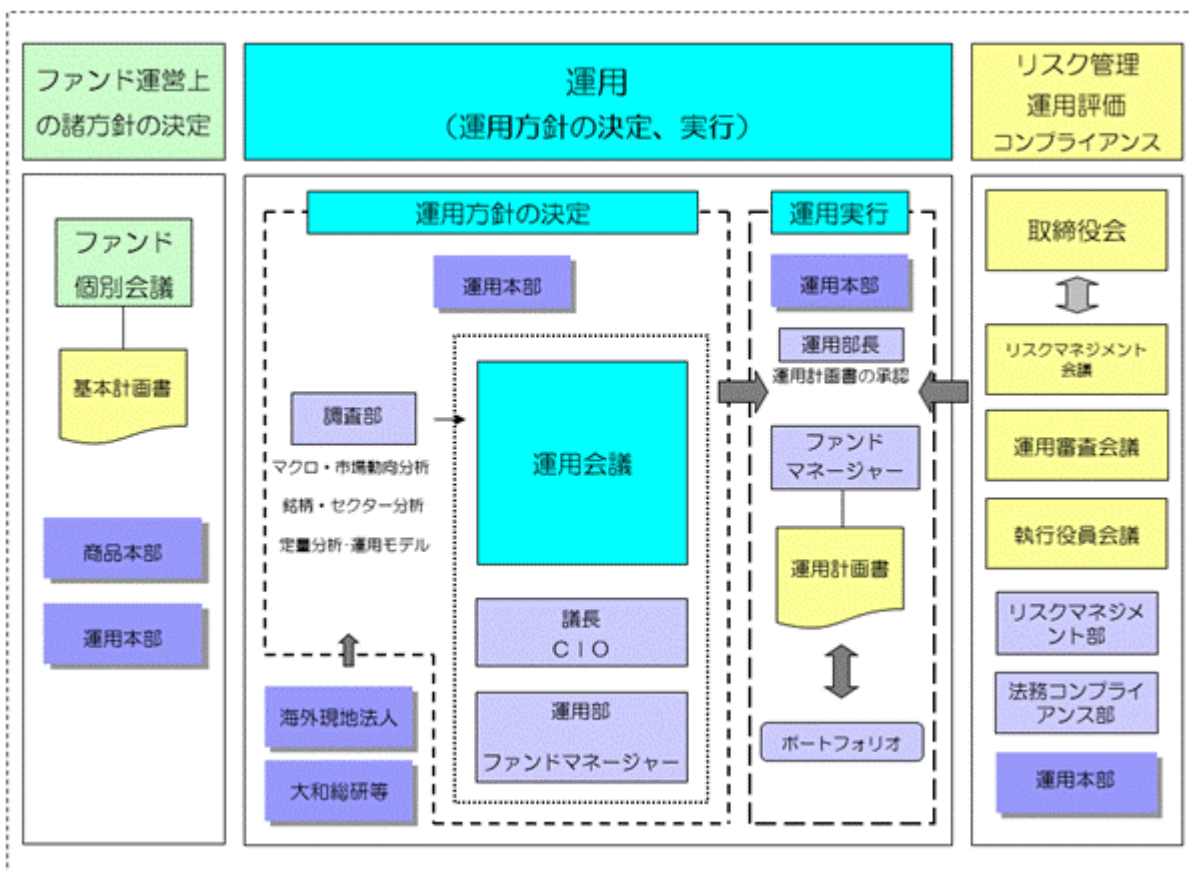 ファンド運営上
の諸方針の決定
運用
（運用方針の決定、実行）
リスク管理
運用評価
コンプライアンス
ファンド
個別会議
基本計画書
商品本部
運用本部
運用方針の決定
運用本部
調査部
マクロ・市場動向分析
銘柄・セクター分析
定量分析・運用モデル
海外現地法人
大和総研等
運用会議
議長
ＣＩＯ
運用部
ファンドマネージャー
運用実行
運用本部
運用部長
運用計画書の承認
ファンド
マネージャー
運用計画書
ポートフォリオ
取締役会
リスクマネジメント
会議
運用審査会議
執行役員会議
リスクマネジメ
ント部
法務コンプライ
アンス部
運用本部